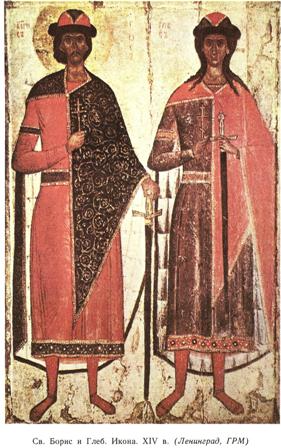 Св. Борис и Глеб. Икона. XIV в. (Ленинград, ГРМ)